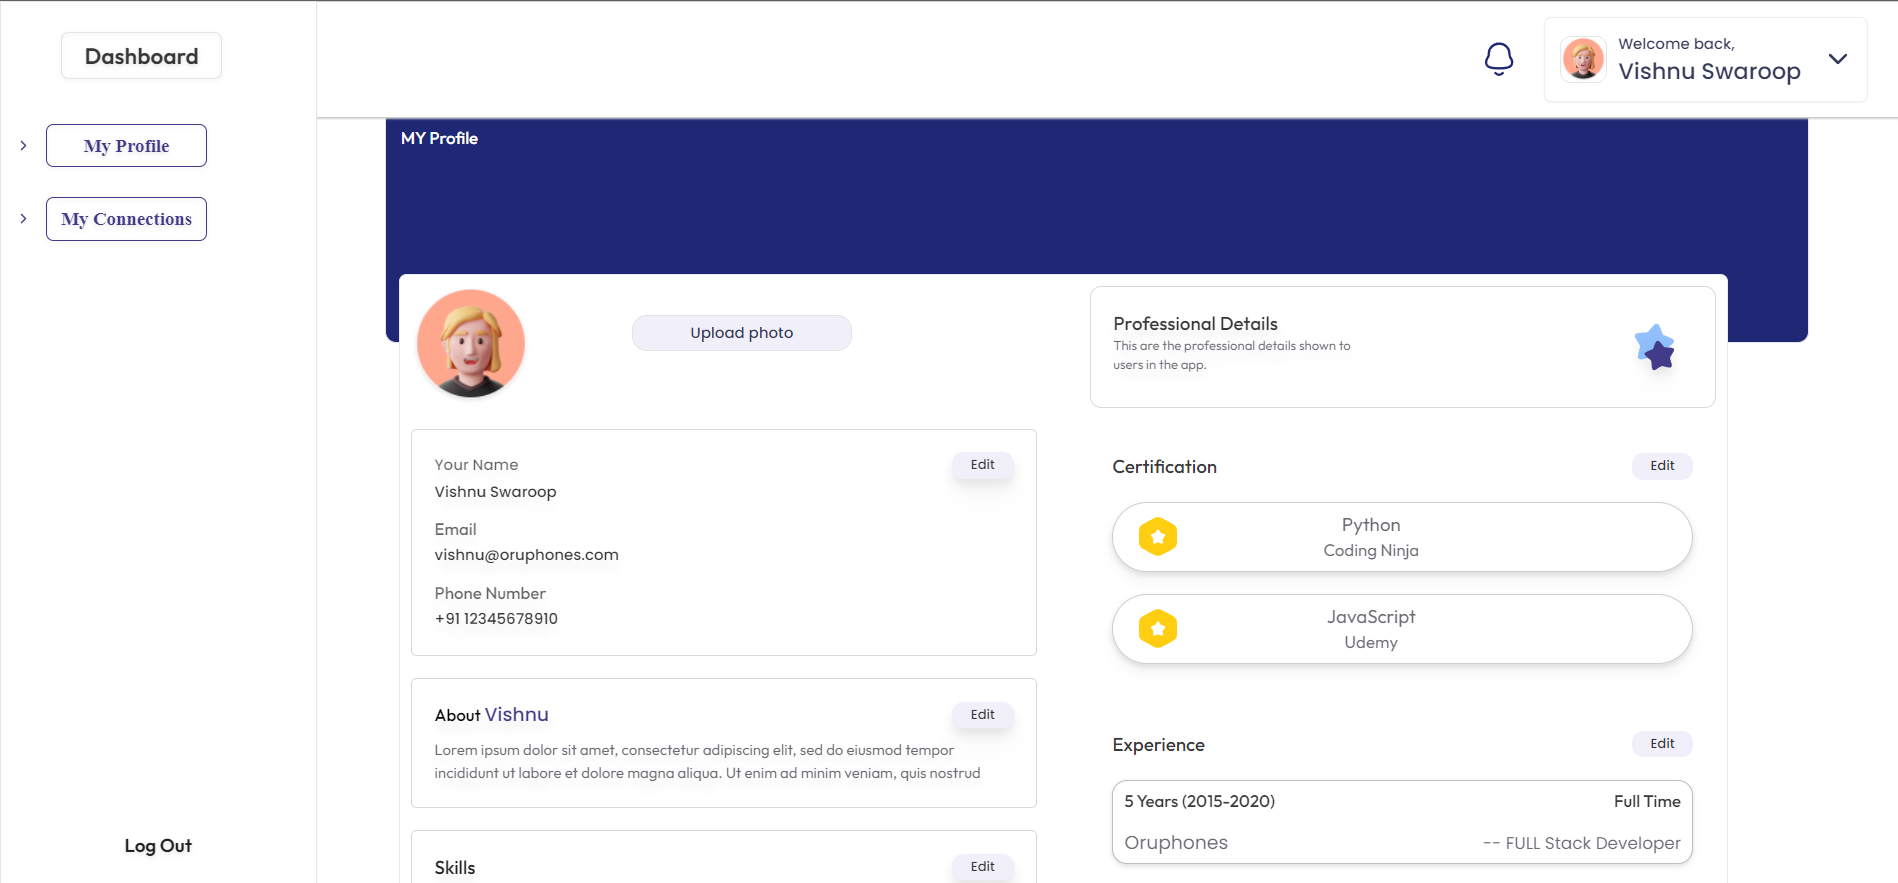 Dashboard
My Profile
My Connections
Log Out
Welcome back,
Vishnu Swaroop
MY Profile
Upload photo
Your Name
Edit
Vishnu Swaroop
Email
vishnu@oruphones.com
Phone Number
+91 12345678910
About Vishnu
Edit
Lorem ipsum dolor sit amet, consectetur adipiscing elit, sed do eiusmod tempor
incididunt ut labore et dolore magna aliqua. Ut enim ad minim veniam, quis nostrud
Skills
Edit
Professional Details
This are the professional details shown to
users in the app.
Certification
Edit
Python
Coding Ninja
JavaScript
Udemy
Experience
Edit
5 Years (2015-2020)
Full Time
Oruphones
-- FULL Stack Developer